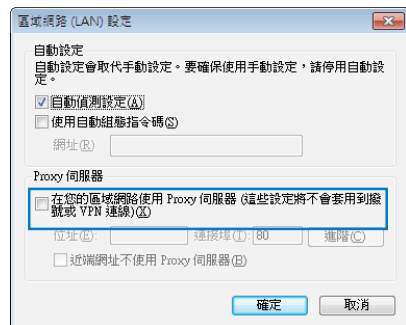 區域網路 (LAN) 設定
自動設定
自動設定會取代手動設定。要確保使用手動設定，請停用自動設
定。
自動偵測設定(A)
使用自動組態指令碼(S)
網址(R)
Proxy 伺服器
在您的區域網路使用 Proxy 伺服器 (這些設定將不會套用到撥
號或 VPN 連線)(X)
位址(E): 連接埠(T): 80 進階(C)
近端網址不使用 Proxy 伺服器(B)
確定 取消